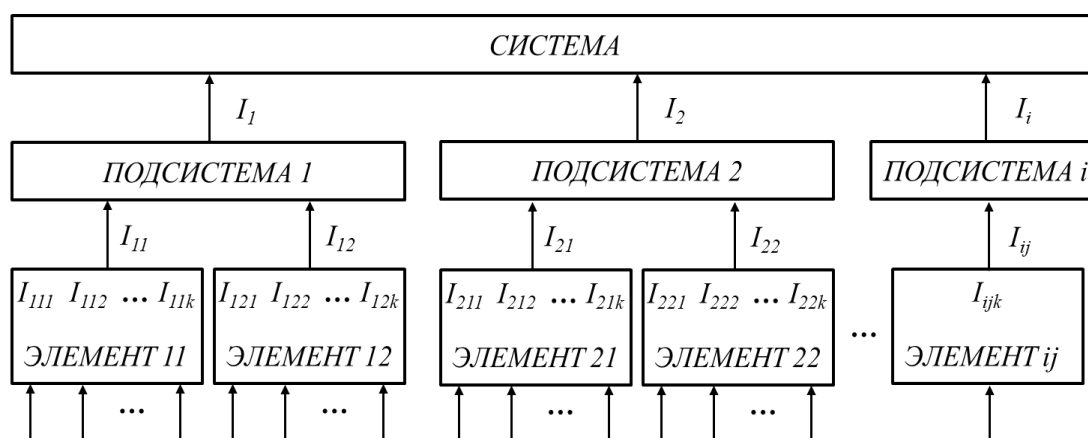 СИСТЕМА
I₁ I₂ Iᵢ
ПОДСИСТЕМА 1 ПОДСИСТЕМА 2 ПОДСИСТЕМА i
I₁₁ I₁₂ I₂₁ I₂₂ Iᵢⱼ
I₁₁₁ I₁₁₂ ... I₁₁ₖ I₁₂₁ I₁₂₂ ... I₁₂ₖ I₂₁₁ I₂₁₂ ... I₂₁ₖ I₂₂₁ I₂₂₂ ... I₂₂ₖ Iᵢⱼₖ
...
ЭЛЕМЕНТ 11 ЭЛЕМЕНТ 12 ЭЛЕМЕНТ 21 ЭЛЕМЕНТ 22 ЭЛЕМЕНТ ij
... ... ... ...